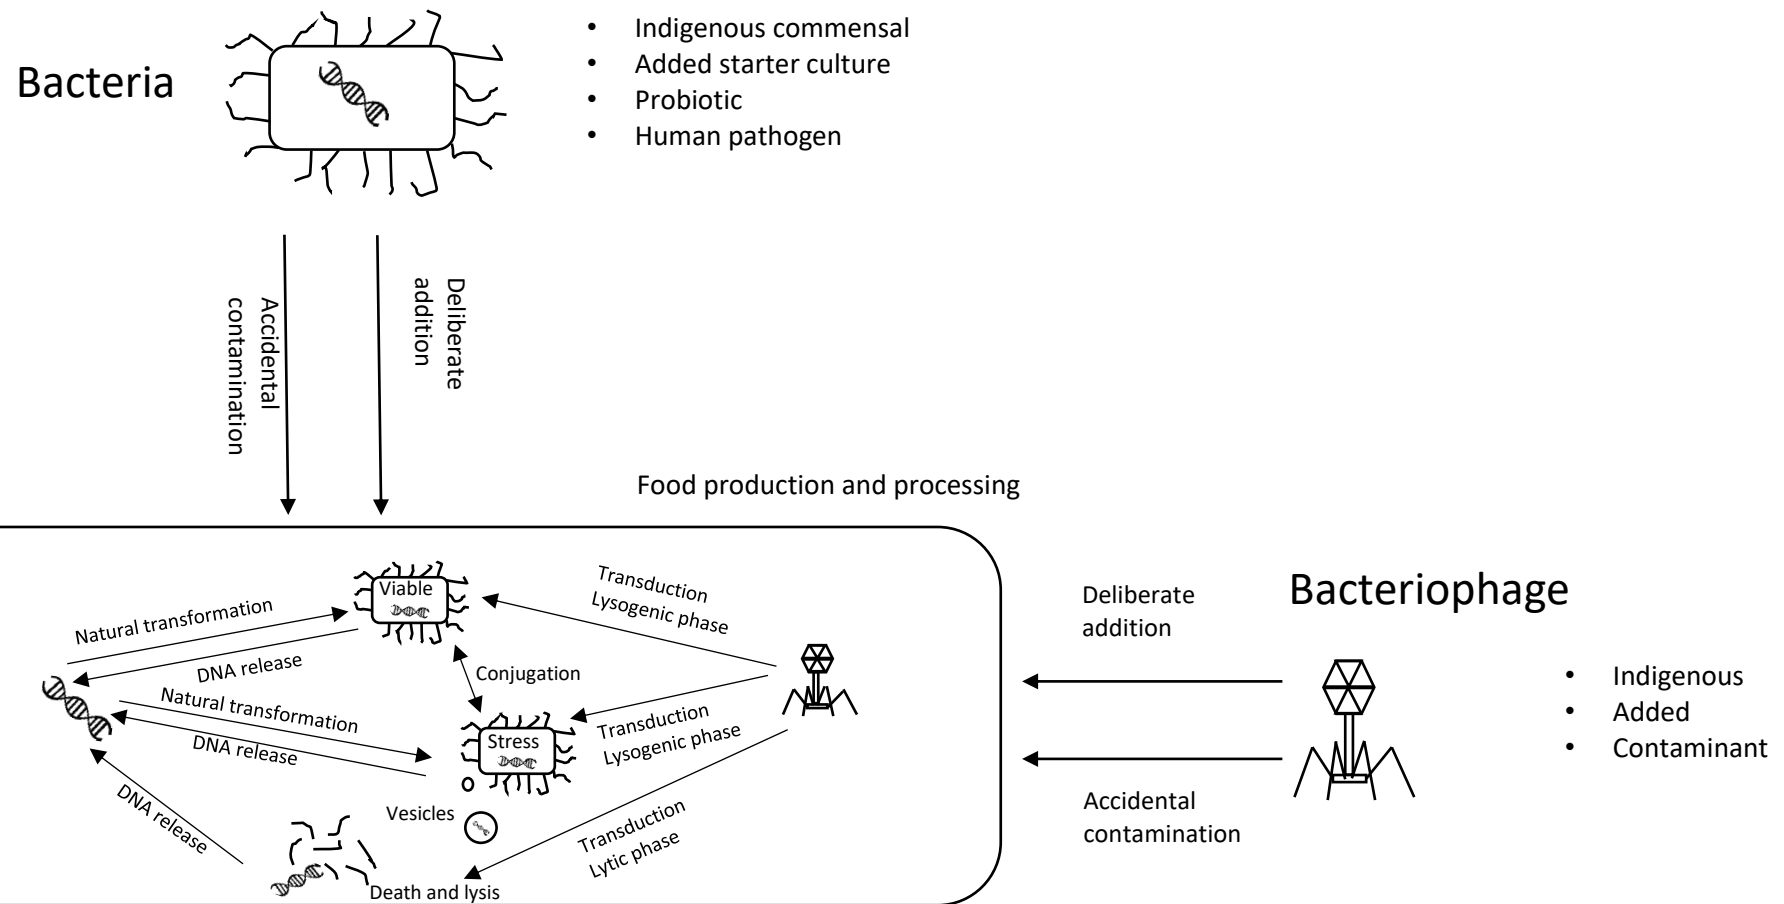 Bacteria
• Indigenous commensal
• Added starter culture
• Probiotic
• Human pathogen
Accidental
contamination
Deliberate
addition
Food production and processing
Viable
Natural transformation
DNA release
Natural transformation
DNA release
DNA release
Conjugation
Stress
Vesicles
Death and lysis
Transduction
Lysogenic phase
Transduction
Lysogenic phase
Transduction
Lytic phase
Deliberate
addition
Accidental
contamination
Bacteriophage
• Indigenous
• Added
• Contaminant